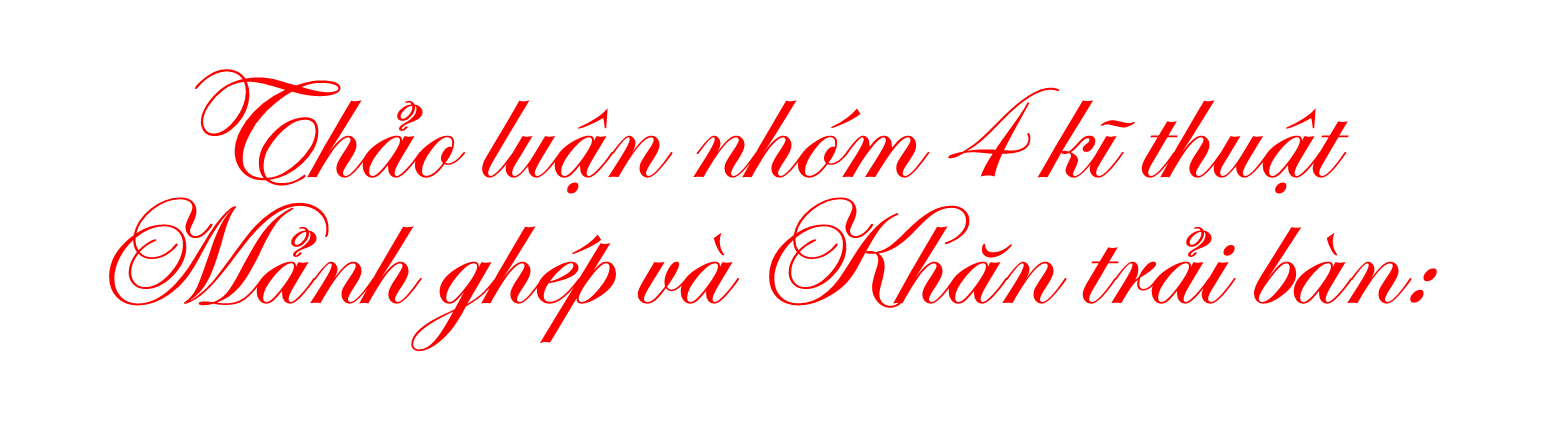 Thảo luận nhóm 4 kĩ thuật
Mảnh ghép và Khăn trải bàn: